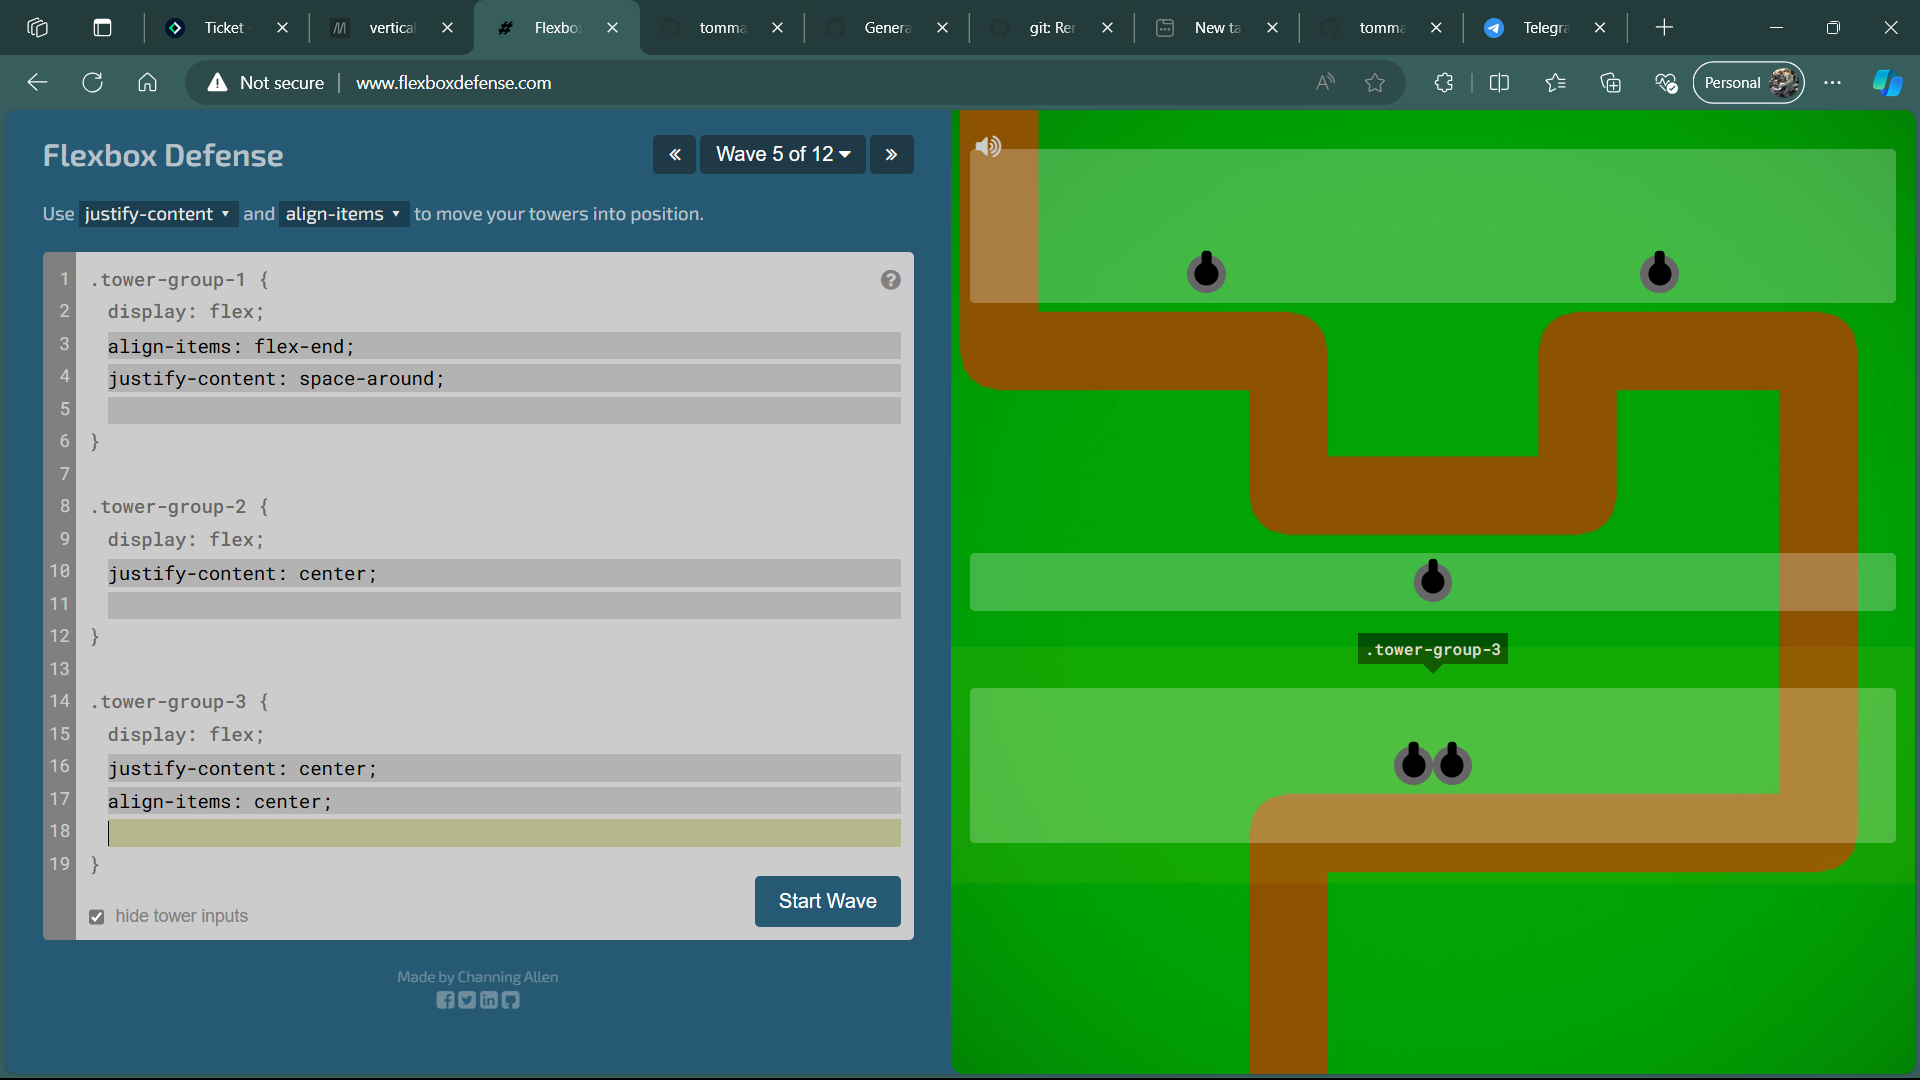 Ticket
vertical
Flexbo
tomma
Genera
git: Rer
New ta
tomma
Telegra
Not secure
www.flexboxdefense.com
Personal
Flexbox Defense
« Wave 5 of 12 »
Use justify-content and align-items to move your towers into position.
1 .tower-group-1 {
2 display: flex;
3 align-items: flex-end;
4 justify-content: space-around;
5
6 }
7
8 .tower-group-2 {
9 display: flex;
10 justify-content: center;
11
12 }
13
14 .tower-group-3 {
15 display: flex;
16 justify-content: center;
17 align-items: center;
18
19 }
hide tower inputs
Start Wave
Made by Channing Allen
.tower-group-3